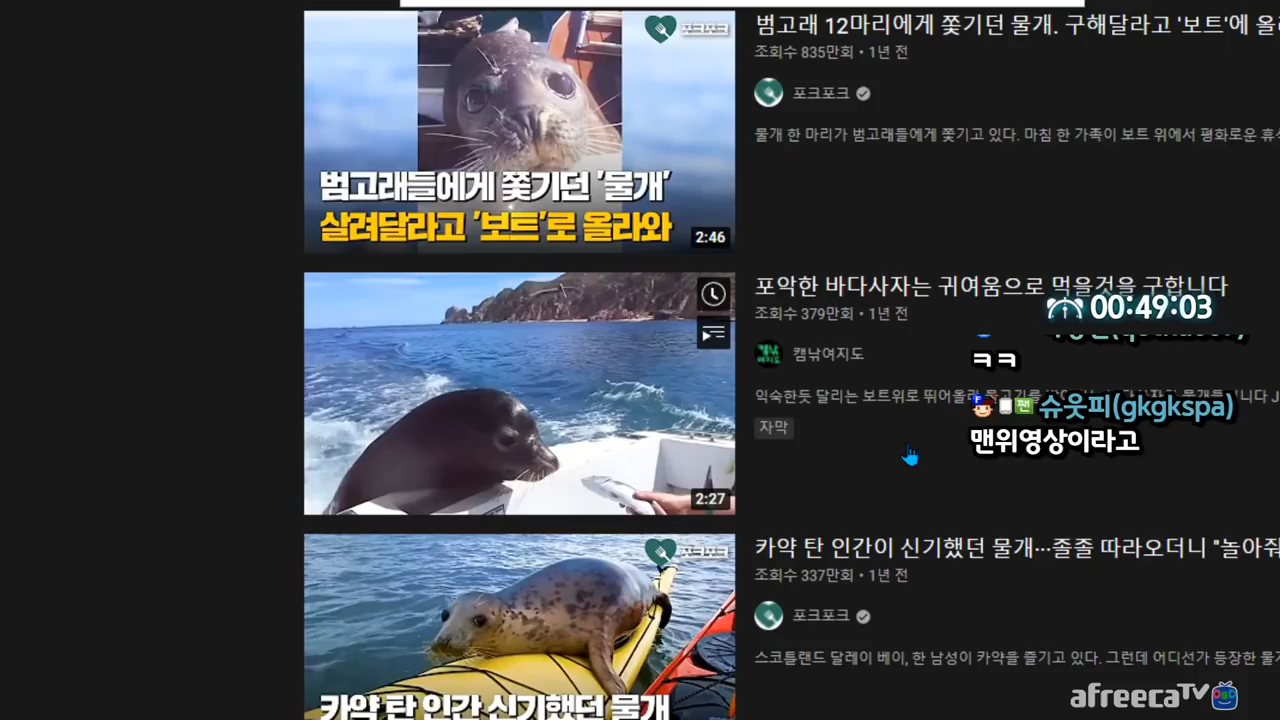 포크포크
범고래들에게 쫓기던 '물개'
살려달라고 '보트'로 올라와
2:46
범고래 12마리에게 쫓기던 물개. 구해달라고 '보트'에
조회수 835만회 • 1년 전
포크포크
물개 한 마리가 범고래들에게 쫓기고 있다. 마침 한 가족이 보트 위에서 평화로운
2:27
포악한 바다사자는 귀여움으로 먹을것을 구합니다
조회수 379만회 • 1년 전
캠낚여지도
익숙한듯 달리는 보트위로
자막
00:49:03
ㅋㅋ
F 팬 슈웃피(gkgkspa)
맨위영상이라고
포크포크
카약 탄 인간 신기했던 물개
카약 탄 인간이 신기했던 물개…졸졸 따라오더니 "놀아줘
조회수 337만회 • 1년 전
포크포크
스코틀랜드 달레이 베이, 한 남성이 카약을 즐기고 있다. 그런데 어디선가 등장한
afreecaTV